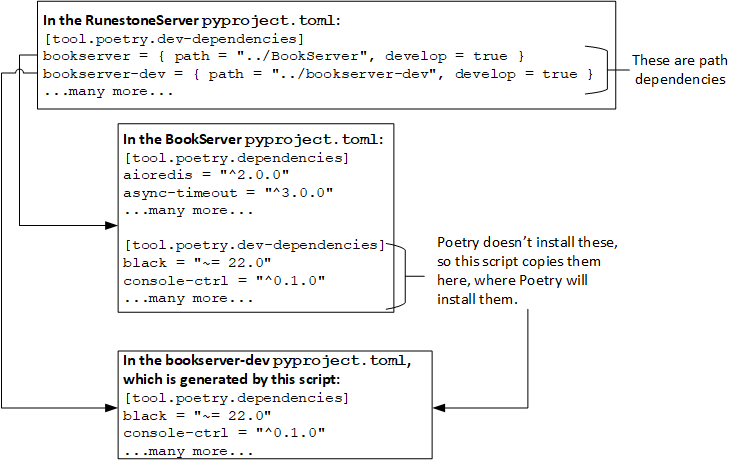 In the RunestoneServer pyproject.toml:
[tool.poetry.dev-dependencies]
bookserver = { path = "../BookServer", develop = true }
bookserver-dev = { path = "../bookserver-dev", develop = true }
...many more...
These are path
dependencies
In the BookServer pyproject.toml:
[tool.poetry.dependencies]
aioredis = "^2.0.0"
async-timeout = "^3.0.0"
...many more...
[tool.poetry.dev-dependencies]
black = "~= 22.0"
console-ctrl = "^0.1.0"
...many more...
Poetry doesn’t install these,
so this script copies them
here, where Poetry will
install them.
In the bookserver-dev pyproject.toml,
which is generated by this script:
[tool.poetry.dependencies]
black = "~= 22.0"
console-ctrl = "^0.1.0"
...many more...